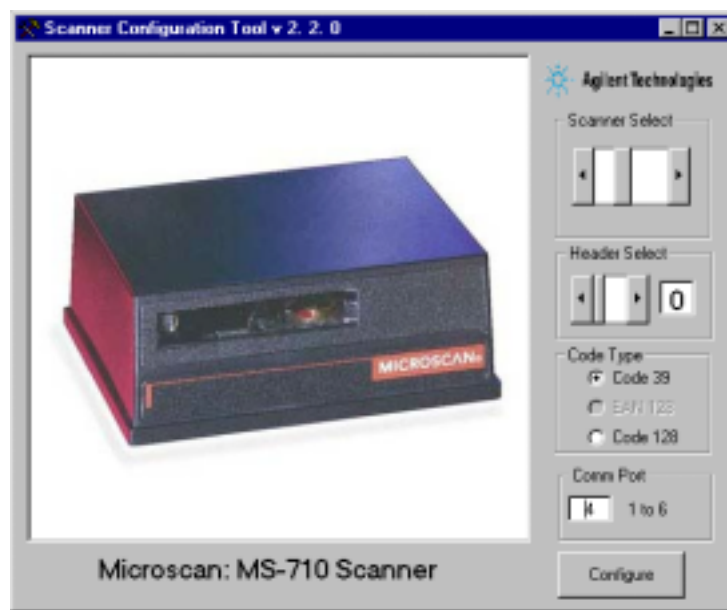 Scanner Configuration Tool v 2. 2. 0
Agilent Technologies
Scanner Select
Header Select
0
Code Type
Code 39
EAN 128
Code 128
Comm Port
4 1 to 6
Configure
MICROSCAN
Microscan: MS-710 Scanner